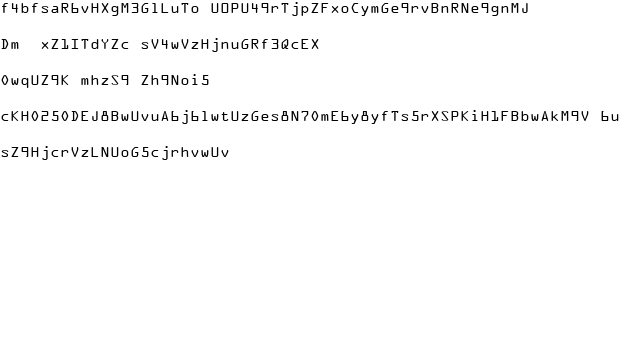 f4bfsaR6vHXgM3G1LuTo U0PU49rTjpZFxoCymGe9rvBnRNe9gnMJ
Dm  xZ1ITdYZc sV4wVzHjnuGRf3QcEX
0wqUZ9K mhzS9 Zh9Noi5
cKH0250DEJ8BwUvuA6j61wtUzGes8N70mE6y8yfTs5rXSPKiH1FBbwAkM9V 6u
sZ9HjcrVzLNUoG5cjrhvwUv